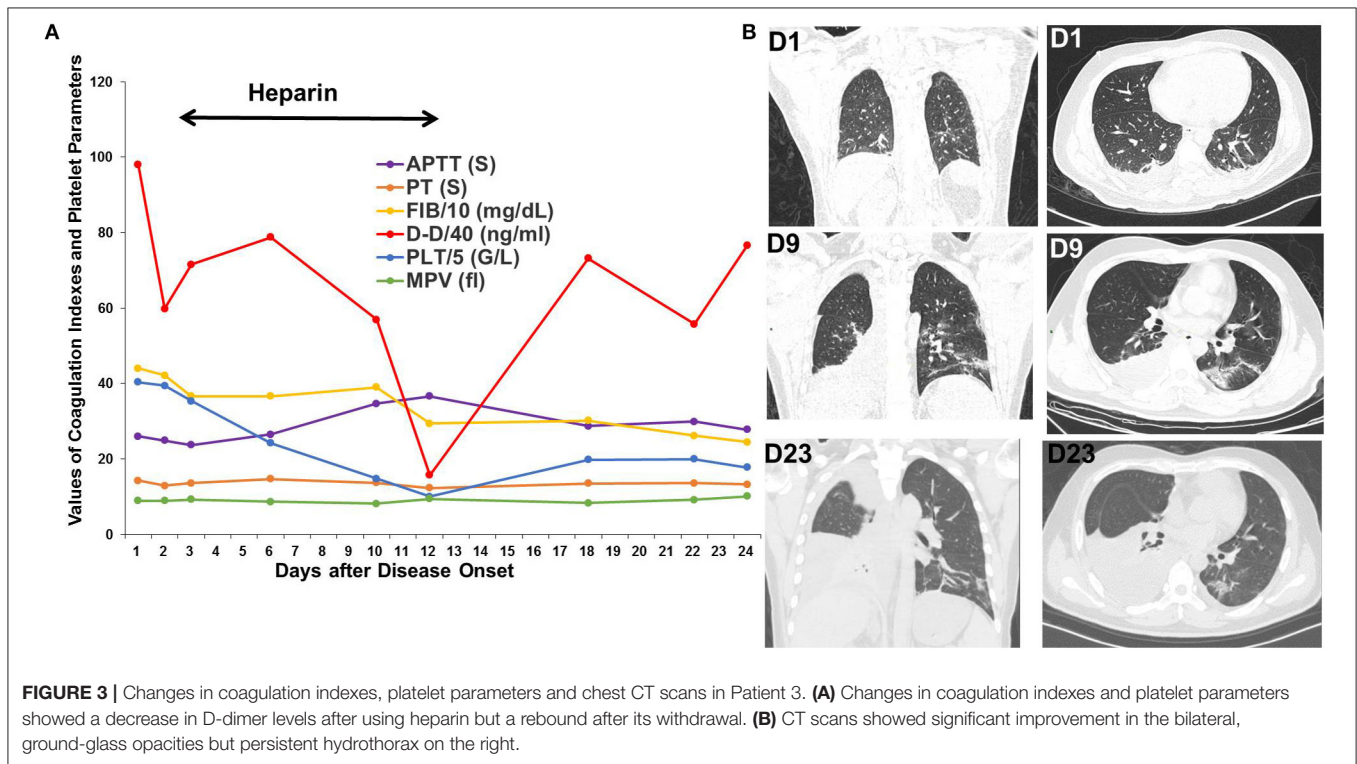 A
Values of Coagulation Indexes and Platelet Parameters
120
100
80
60
40
20
0
Heparin
APTT (S)
PT (S)
FIB/10 (mg/dL)
D-D/40 (ng/ml)
PLT/5 (G/L)
MPV (fl)
1 2 3 4 5 6 7 8 9 10 11 12 13 14 15 16 17 18 19 20 21 22 23 24
Days after Disease Onset
B
D1
D1
D9
D9
D23
D23
FIGURE 3 | Changes in coagulation indexes, platelet parameters and chest CT scans in Patient 3. (A) Changes in coagulation indexes and platelet parameters
showed a decrease in D-dimer levels after using heparin but a rebound after its withdrawal. (B) CT scans showed significant improvement in the bilateral,
ground-glass opacities but persistent hydrothorax on the right.